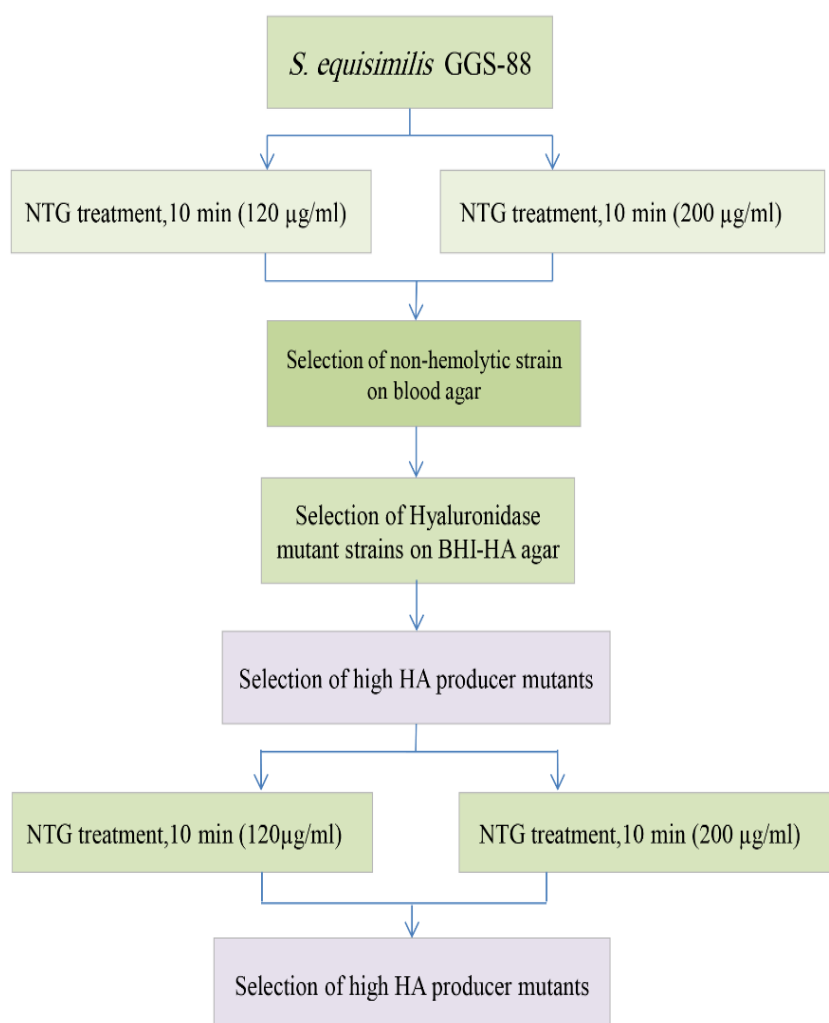 S. equisimilis GGS-88
NTG treatment,10 min (120 µg/ml)
NTG treatment,10 min (200 µg/ml)
Selection of non-hemolytic strain
on blood agar
Selection of Hyaluronidase
mutant strains on BHI-HA agar
Selection of high HA producer mutants
NTG treatment,10 min (120µg/ml)
NTG treatment,10 min (200 µg/ml)
Selection of high HA producer mutants